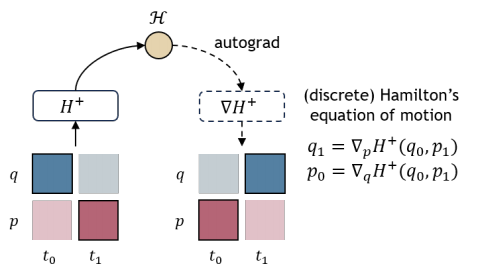 ℋ
autograd
H⁺
∇H⁺
(discrete) Hamilton's
equation of motion
q₁ = ∇ₚH⁺(q₀, p₁)
p₀ = ∇_qH⁺(q₀, p₁)
q
q
p
p
t₀ t₁
t₀ t₁